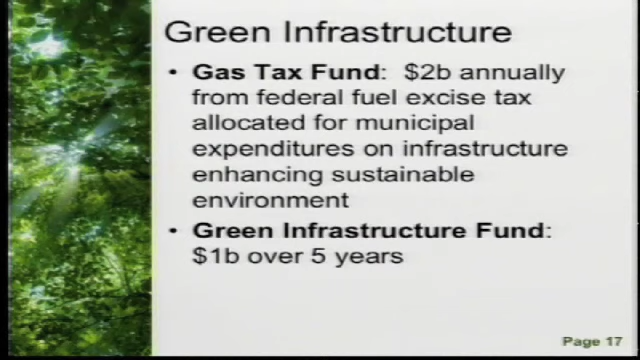 Green Infrastructure
• Gas Tax Fund: $2b annually
from federal fuel excise tax
allocated for municipal
expenditures on infrastructure
enhancing sustainable
environment
• Green Infrastructure Fund:
$1b over 5 years
Page 17